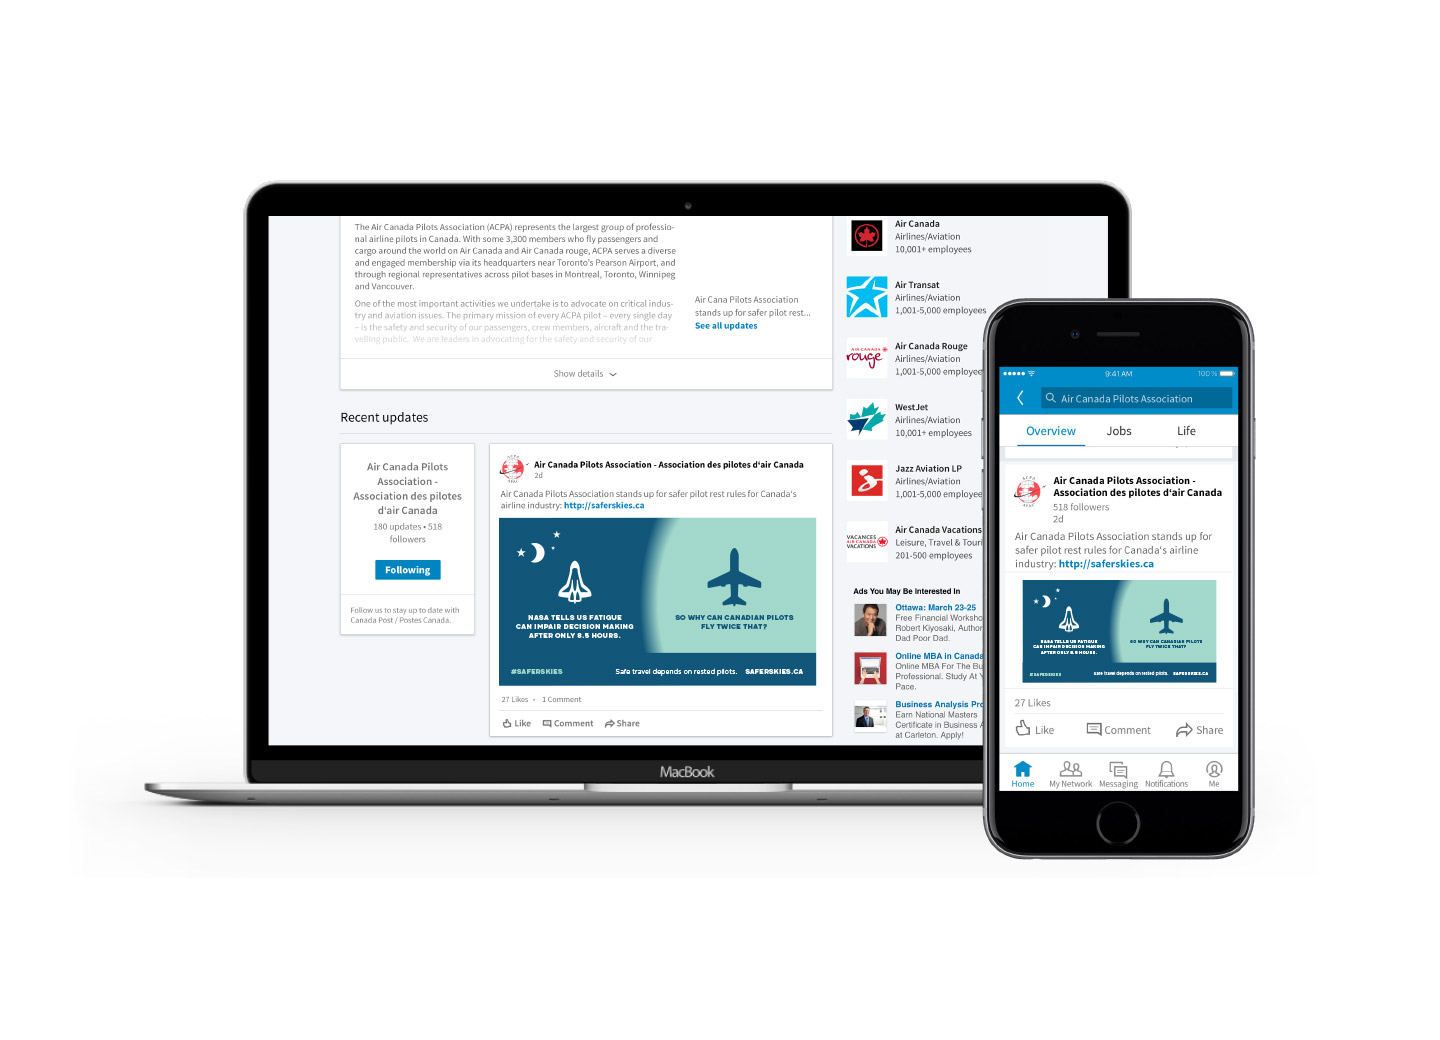 The Air Canada Pilots Association (ACPA) represents the largest group of professio-
nal airline pilots in Canada. With some 3,300 members who fly passengers and
cargo around the world on Air Canada and Air Canada rouge, ACPA serves a diverse
and engaged membership via its headquarters near Toronto's Pearson Airport, and
through regional representatives across pilot bases in Montreal, Toronto, Winnipeg
and Vancouver.
One of the most important activities we undertake is to advocate on critical indus-
try and aviation issues. The primary mission of every ACPA pilot – every single day
– is the safety and security of our passengers, crew members, aircraft and the tra-
velling public. We are leaders in advocating for the safety and security of our
Air Cana Pilots Association
stands up for safer pilot rest...
See all updates
Show details
Recent updates
Air Canada Pilots
Association -
Association des pilotes
d'air Canada
180 updates • 518
followers
Following
Follow us to stay up to date with
Canada Post / Postes Canada.
Air Canada Pilots Association - Association des pilotes d'air Canada
2d
Air Canada Pilots Association stands up for safer pilot rest rules for Canada's
airline industry: http://saferskies.ca
NASA TELLS US FATIGUE
CAN IMPAIR DECISION MAKING
AFTER ONLY 8.5 HOURS.
SO WHY CAN CANADIAN PILOTS
FLY TWICE THAT?
#SAFERSKIES
Safe travel depends on rested pilots. SAFERSKIES.CA
27 Likes • 1 Comment
Like Comment Share
Air Canada
Airlines/Aviation
10,001+ employees
Air Transat
Airlines/Aviation
1,001-5,000 employees
AIR CANADA
rouge
Air Canada Rouge
Airlines/Aviation
1,001-5,000 employees
WestJet
Airlines/Aviation
10,001+ employees
Jazz Aviation LP
Airlines/Aviation
1,001-5,000 employees
VACANCES
AIR CANADA
VACATIONS
Air Canada Vacations
Leisure, Travel & Touri
201-500 employees
Ads You May Be Interested In
Ottawa: March 23-25
Free Financial Worksho
Robert Kiyosaki, Author
Dad Poor Dad.
Online MBA in Canada
Online MBA For The Bu
Professional. Study At Y
Pace.
Business Analysis Pro
Earn National Masters
Certificate in Business A
at Carleton. Apply!
MacBook
9:41 AM
100 %
Air Canada Pilots Association
Overview Jobs Life
Air Canada Pilots Association -
Association des pilotes d'air Canada
518 followers
2d
Air Canada Pilots Association stands up for
safer pilot rest rules for Canada's airline
industry: http://saferskies.ca
NASA TELLS US FATIGUE
CAN IMPAIR DECISION MAKING
AFTER ONLY 8.5 HOURS.
SO WHY CAN CANADIAN PILOTS
FLY TWICE THAT?
#SAFERSKIES
Safe travel depends on rested pilots. SAFERSKIES.CA
27 Likes
Like Comment Share
Home My Network Messaging Notifications Me